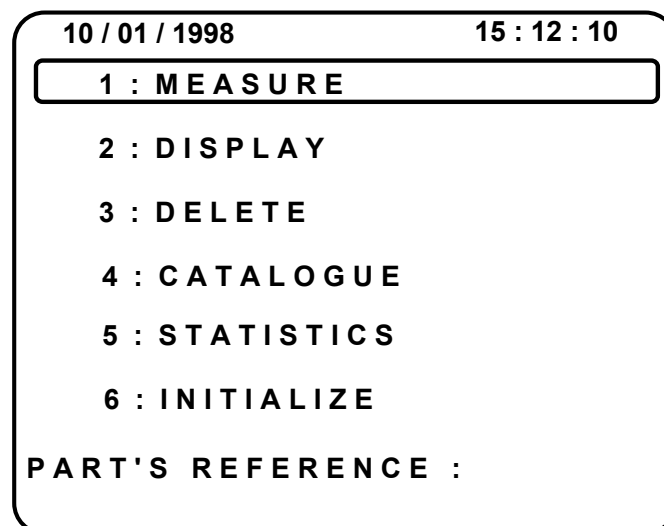 10 / 01 / 1998 15 : 12 : 10
1 : MEASURE
2 : DISPLAY
3 : DELETE
4 : CATALOGUE
5 : STATISTICS
6 : INITIALIZE
PART'S REFERENCE :